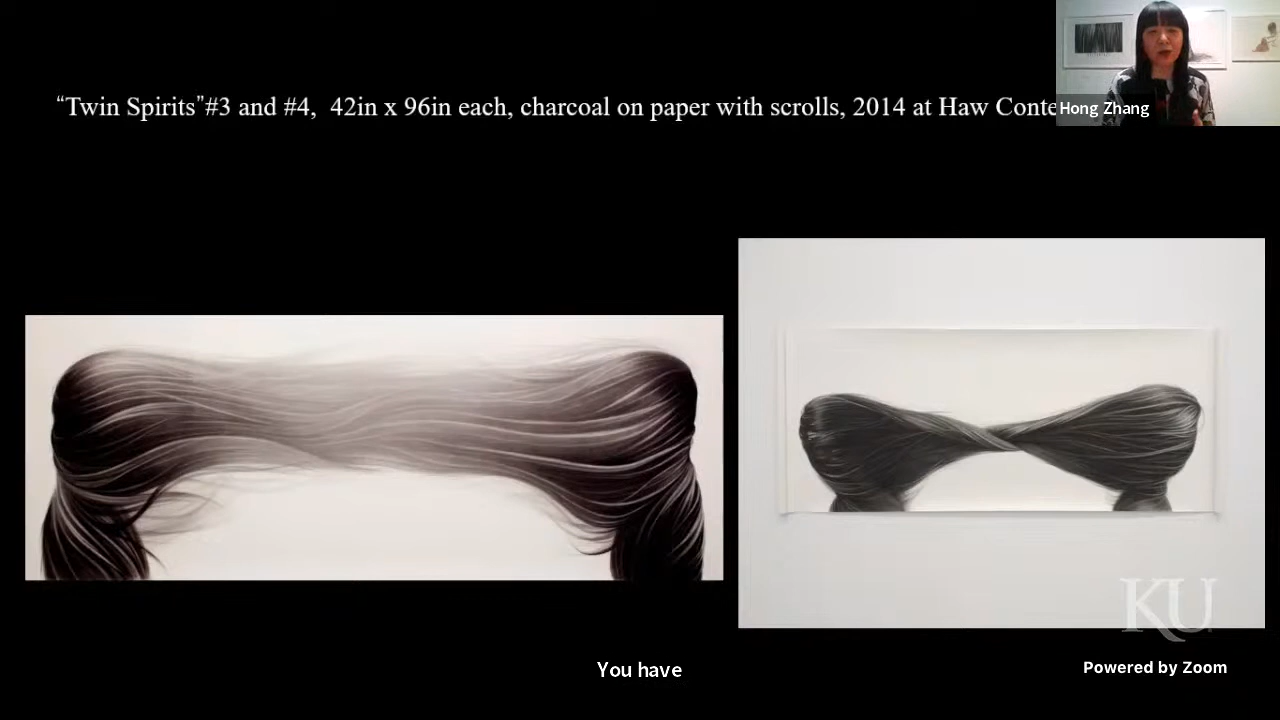 “Twin Spirits”#3 and #4, 42in x 96in each, charcoal on paper with scrolls, 2014 at Haw Conte
Hong Zhang
KU
You have
Powered by Zoom